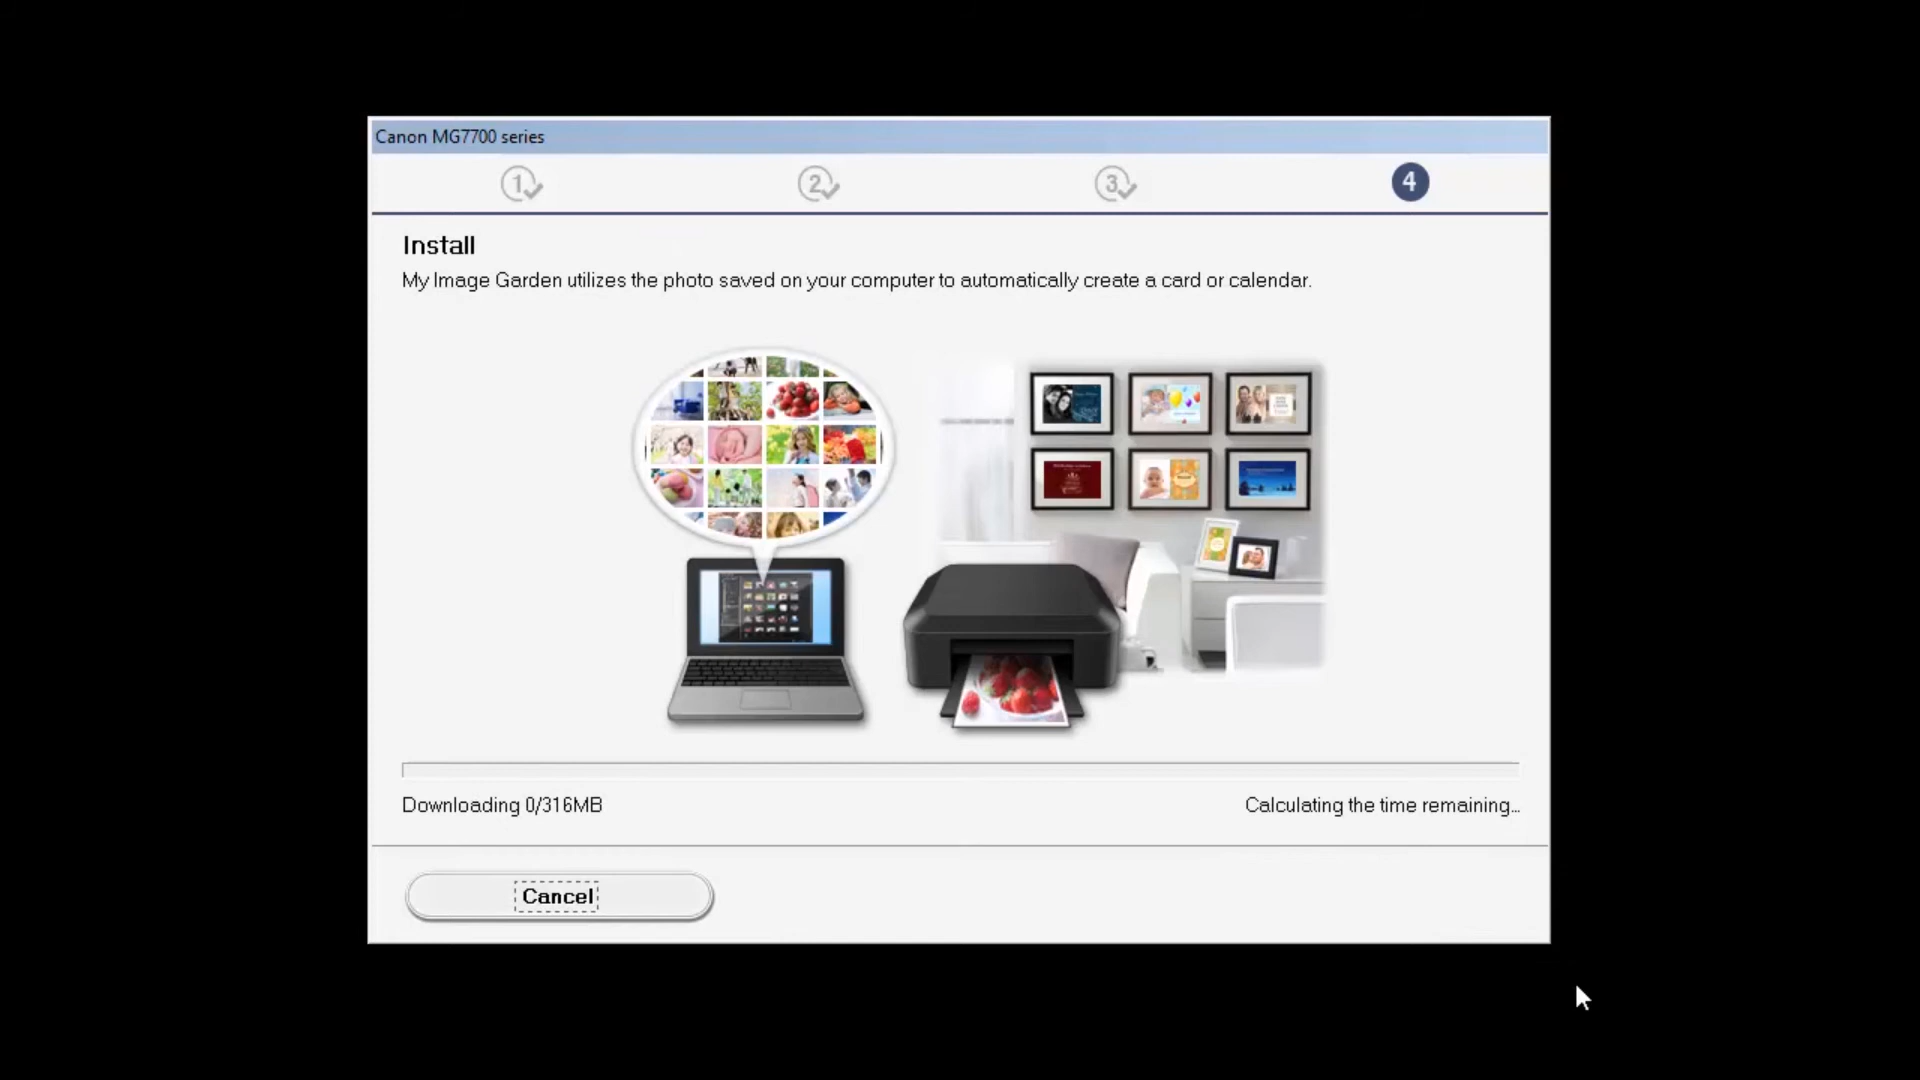 Canon MG7700 series
1 2 3 4
Install
My Image Garden utilizes the photo saved on your computer to automatically create a card or calendar.
Downloading 0/316MB
Calculating the time remaining...
Cancel